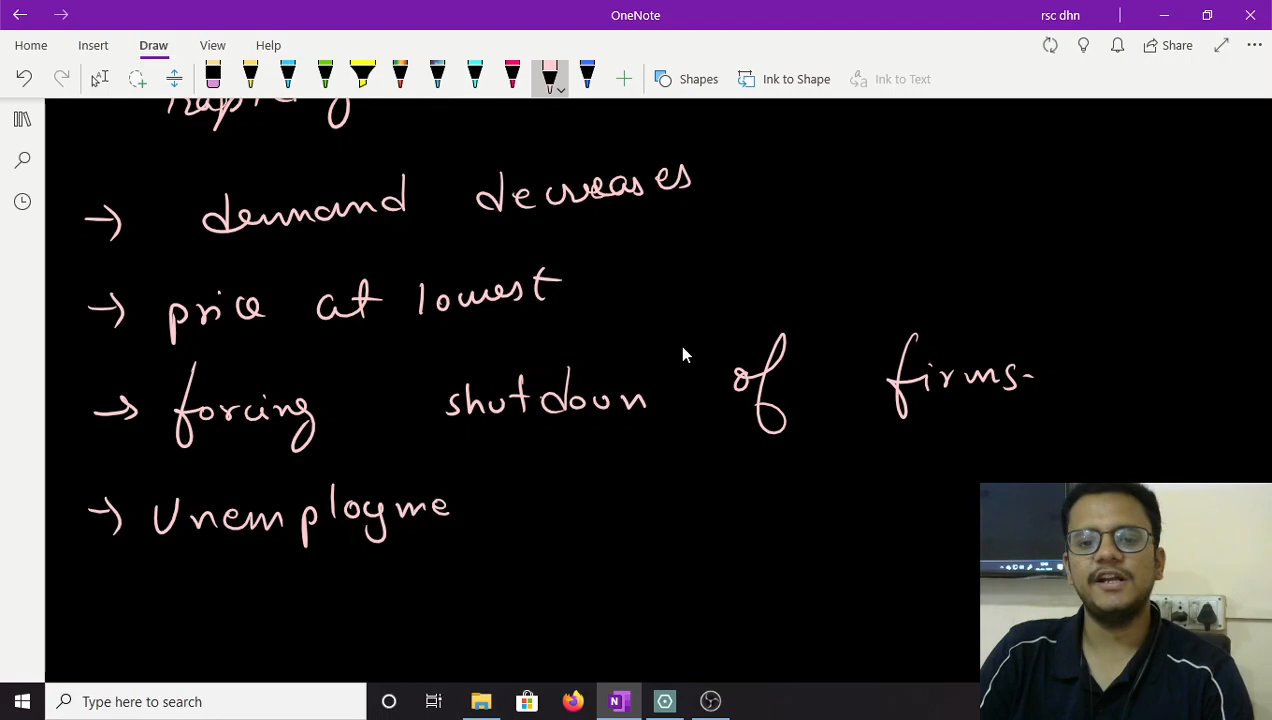 OneNote
rsc dhn
Home Insert Draw View Help
Share
Shapes Ink to Shape Ink to Text
→ demand decreases
→ price at lowest
→ forcing shutdown of firms.
→ Unemployme
Type here to search